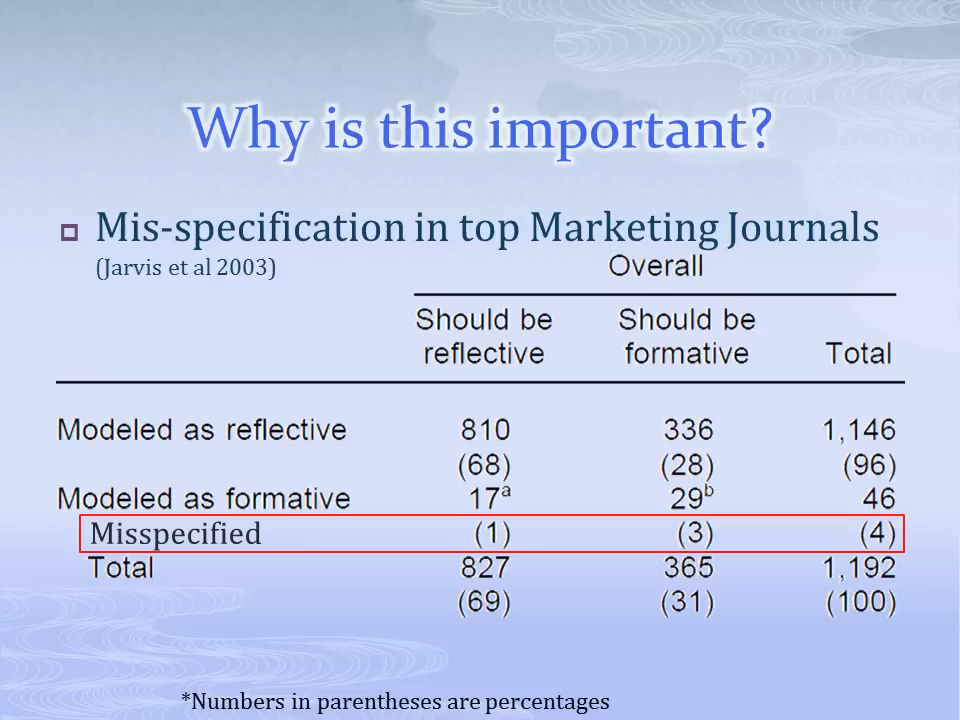 Why is this important?
Mis-specification in top Marketing Journals
(Jarvis et al 2003)
Overall
Should be reflective Should be formative Total
Modeled as reflective 810 336 1,146
(68) (28) (96)
Modeled as formative 17ᵃ 29ᵇ 46
Misspecified (1) (3) (4)
Total 827 365 1,192
(69) (31) (100)
*Numbers in parentheses are percentages